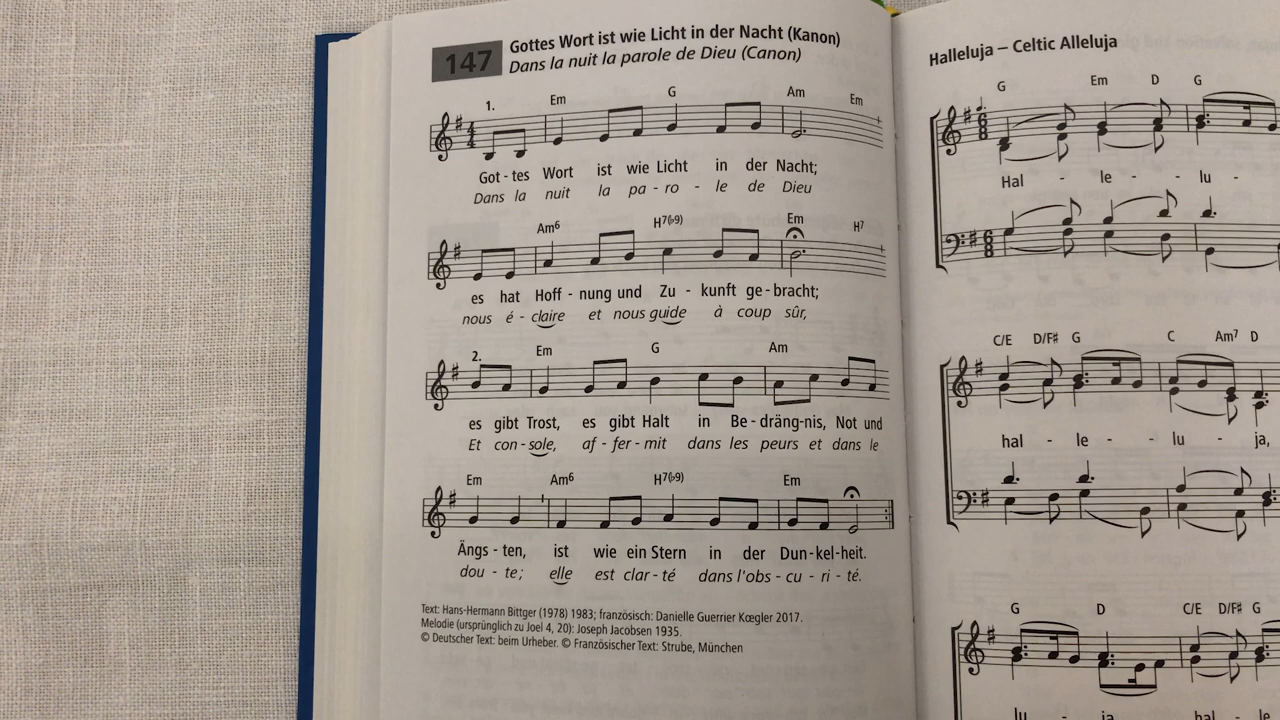 147 Gottes Wort ist wie Licht in der Nacht (Kanon)
Dans la nuit la parole de Dieu (Canon)
1. Em G Am Em
4 4
Got - tes Wort ist wie Licht in der Nacht;
Dans la nuit la pa - ro - le de Dieu
Am6 H7(♭9) Em H7
es hat Hoff - nung und Zu - kunft ge - bracht;
nous é - claire et nous guide à coup sûr,
2. Em G Am
es gibt Trost, es gibt Halt in Be - dräng - nis, Not und
Et con - sole, af - fer - mit dans les peurs et dans le
Em Am6 H7(♭9) Em
Ängs - ten, ist wie ein Stern in der Dun - kel - heit.
dou - te; elle est clar - té dans l'obs - cu - ri - té.
Text: Hans-Hermann Bittger (1978) 1983; französisch: Danielle Guerrier Kœgler 2017.
Melodie (ursprünglich zu Joel 4, 20): Joseph Jacobsen 1935.
© Deutscher Text: beim Urheber. © Französischer Text: Strube, München
Halleluja – Celtic Alleluja
G Em D G
6 8
Hal - le - - lu -
6 8
C/E D/F# G C Am7 D
hal - le - - lu - ja,
G D C/E D/F# G
lu - ja hal - le